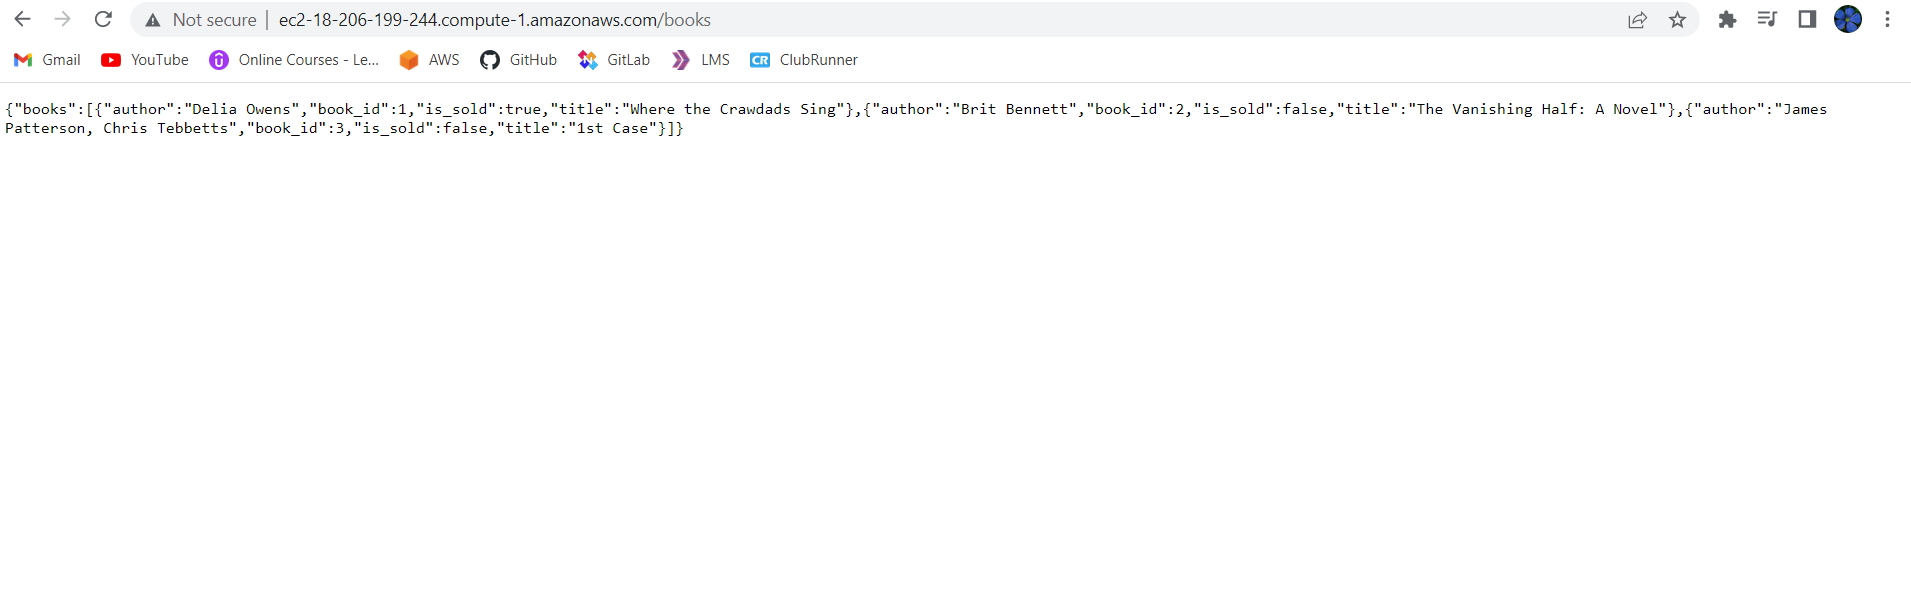 Not secure | ec2-18-206-199-244.compute-1.amazonaws.com/books
Gmail YouTube Online Courses - Le... AWS GitHub GitLab LMS CR ClubRunner
{"books":[{"author":"Delia Owens","book_id":1,"is_sold":true,"title":"Where the Crawdads Sing"},{"author":"Brit Bennett","book_id":2,"is_sold":false,"title":"The Vanishing Half: A Novel"},{"author":"James
Patterson, Chris Tebbetts","book_id":3,"is_sold":false,"title":"1st Case"}]}